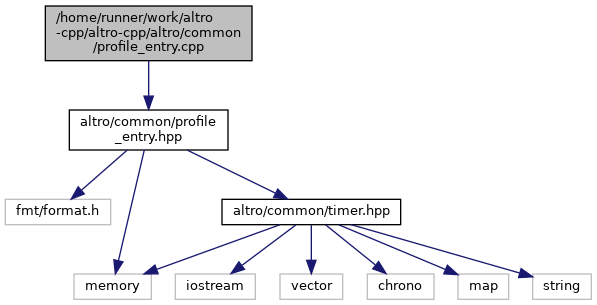 /home/runner/work/altro
-cpp/altro-cpp/altro/common
/profile_entry.cpp
altro/common/profile
_entry.hpp
fmt/format.h
altro/common/timer.hpp
memory
iostream
vector
chrono
map
string